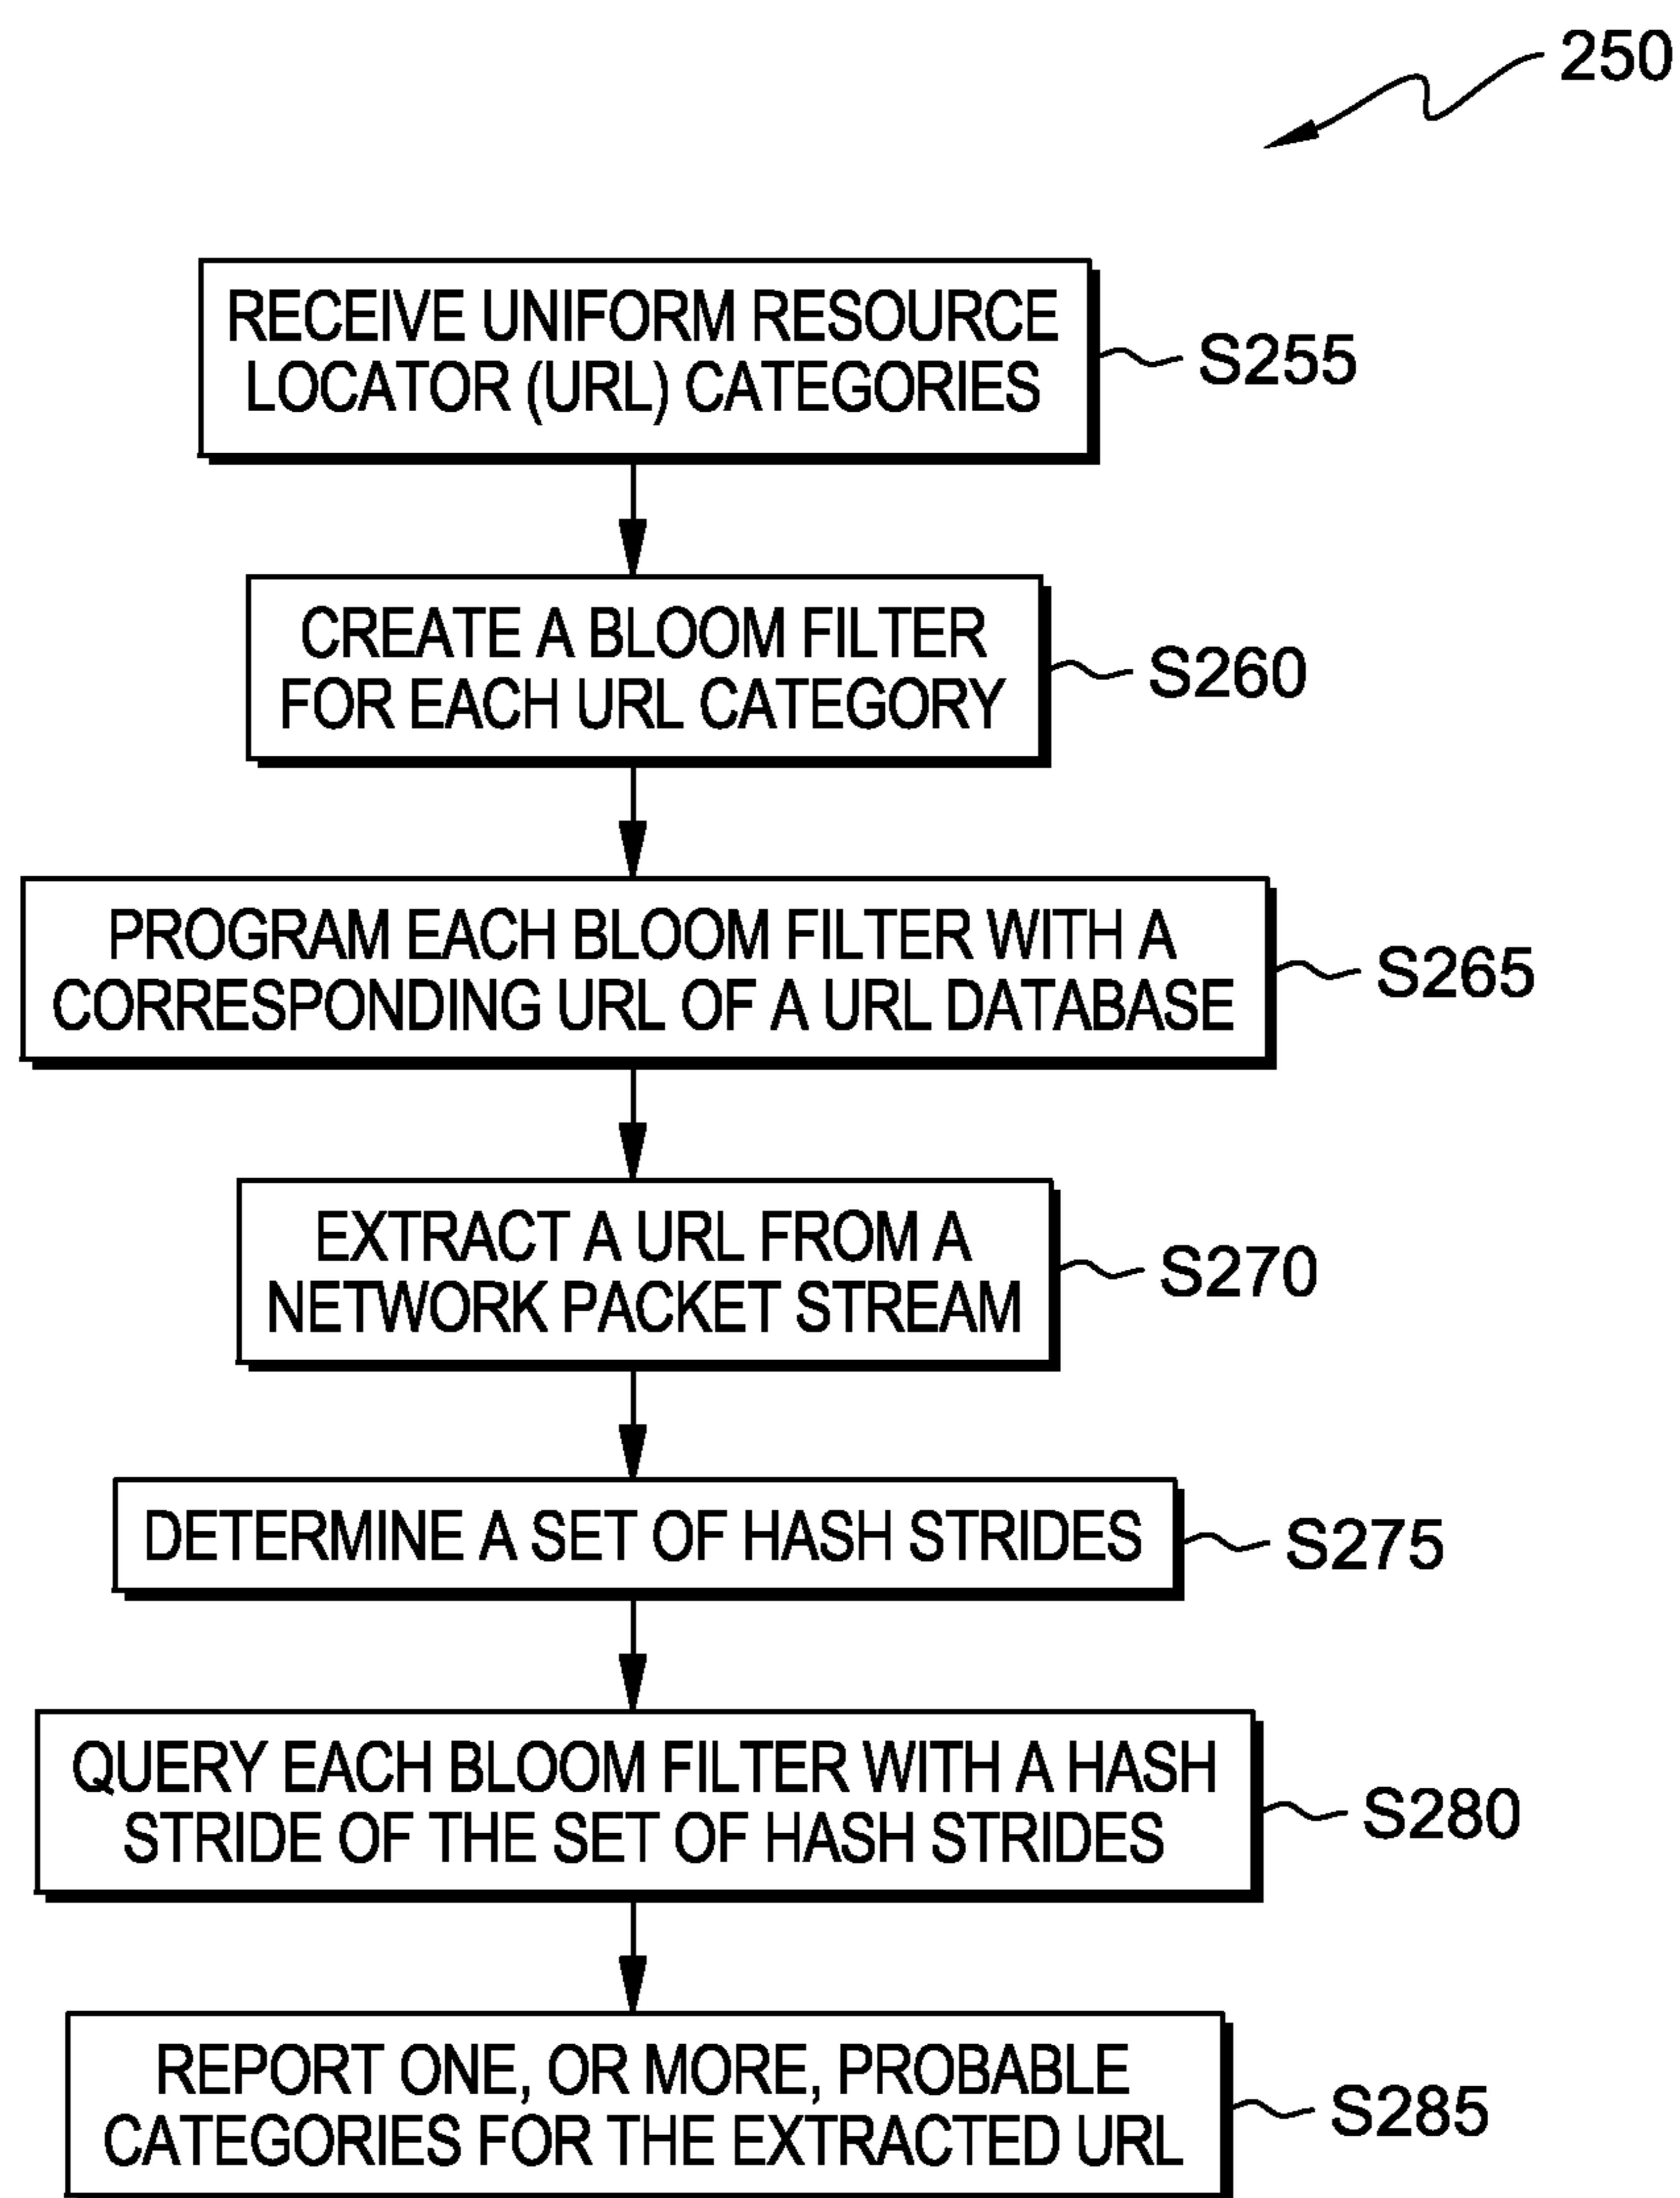 250
RECEIVE UNIFORM RESOURCE
LOCATOR (URL) CATEGORIES
S255
CREATE A BLOOM FILTER
FOR EACH URL CATEGORY
S260
PROGRAM EACH BLOOM FILTER WITH A
CORRESPONDING URL OF A URL DATABASE
S265
EXTRACT A URL FROM A
NETWORK PACKET STREAM
S270
DETERMINE A SET OF HASH STRIDES
S275
QUERY EACH BLOOM FILTER WITH A HASH
STRIDE OF THE SET OF HASH STRIDES
S280
REPORT ONE, OR MORE, PROBABLE
CATEGORIES FOR THE EXTRACTED URL
S285